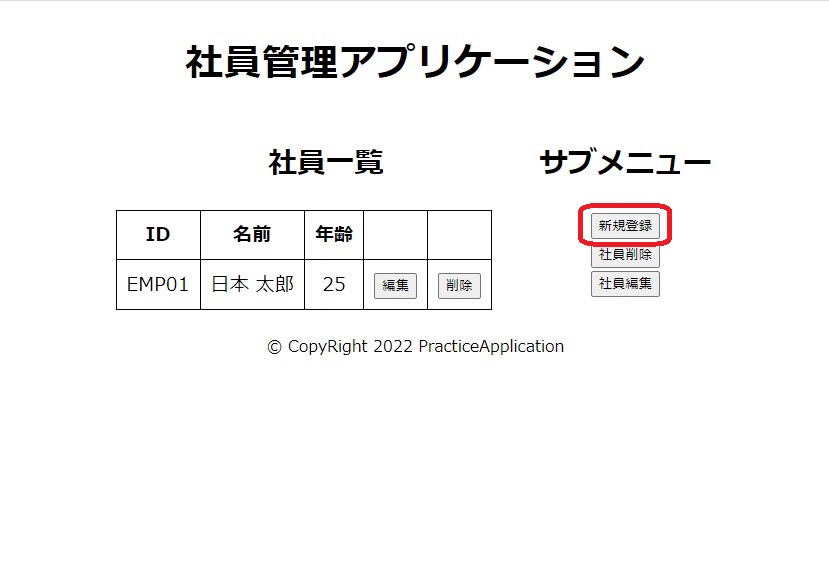 社員管理アプリケーション
社員一覧
ID 名前 年齢
EMP01 日本 太郎 25 編集 削除
サブメニュー
新規登録
社員削除
社員編集
© CopyRight 2022 PracticeApplication